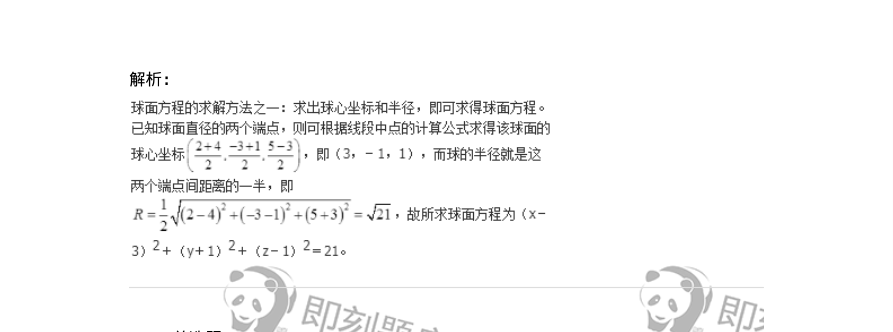 解析：
球面方程的求解方法之一：求出球心坐标和半径，即可求得球面方程。
已知球面直径的两个端点，则可根据线段中点的计算公式求得该球面的
球心坐标(2+4/2, -3+1/2, 5-3/2)，即（3，-1，1），而球的半径就是这
两个端点间距离的一半，即
R=1/2√((2-4)²+(-3-1)²+(5+3)²)=√21，故所求球面方程为（x-
3）²+（y+1）²+（z-1）²=21。
即刻题
即刻题